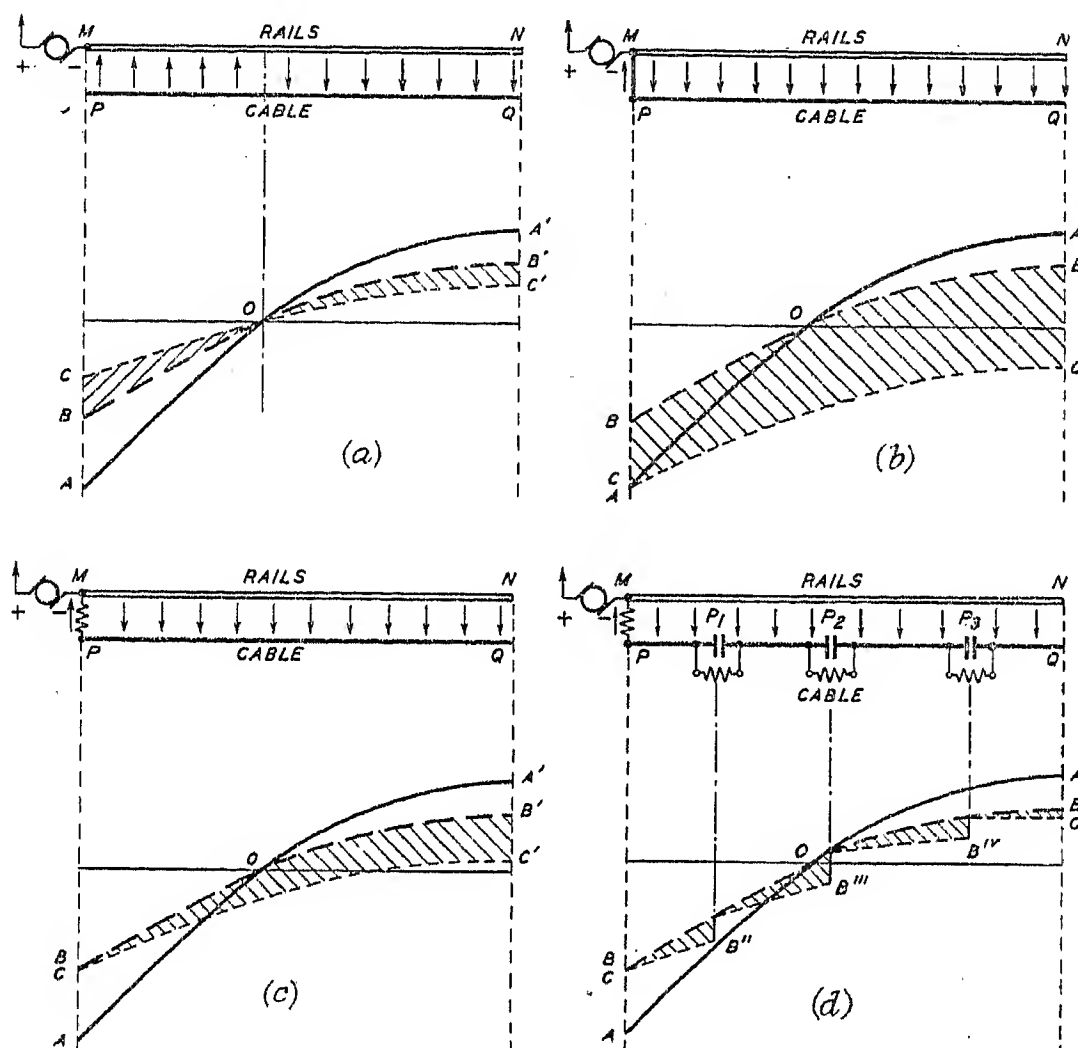 M RAILS N
+ -
P CABLE Q
A'
B'
C'
O
C
B
A
(a)
M RAILS N
+ -
P CABLE Q
A
B
O
C
B
C
A
(b)
M RAILS N
+ -
P CABLE Q
A'
B'
O
C'
B
C
A
(c)
M RAILS N
+ -
P1 P2 P3
P Q
CABLE
A
B
C
O
B'''
B^IV
B
C
B''
A
(d)